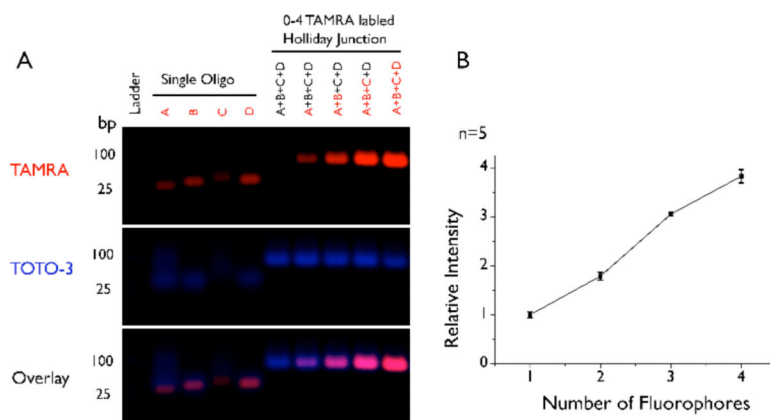 0-4 TAMRA labled
Holliday Junction
A
B
Ladder
Single Oligo
A
B
C
D
A+B+C+D
A+B+C+D
A+B+C+D
A+B+C+D
A+B+C+D
bp
TAMRA
100
25
TOTO-3
100
25
Overlay
100
25
n=5
Relative Intensity
4
3
2
1
0
1
2
3
4
Number of Fluorophores